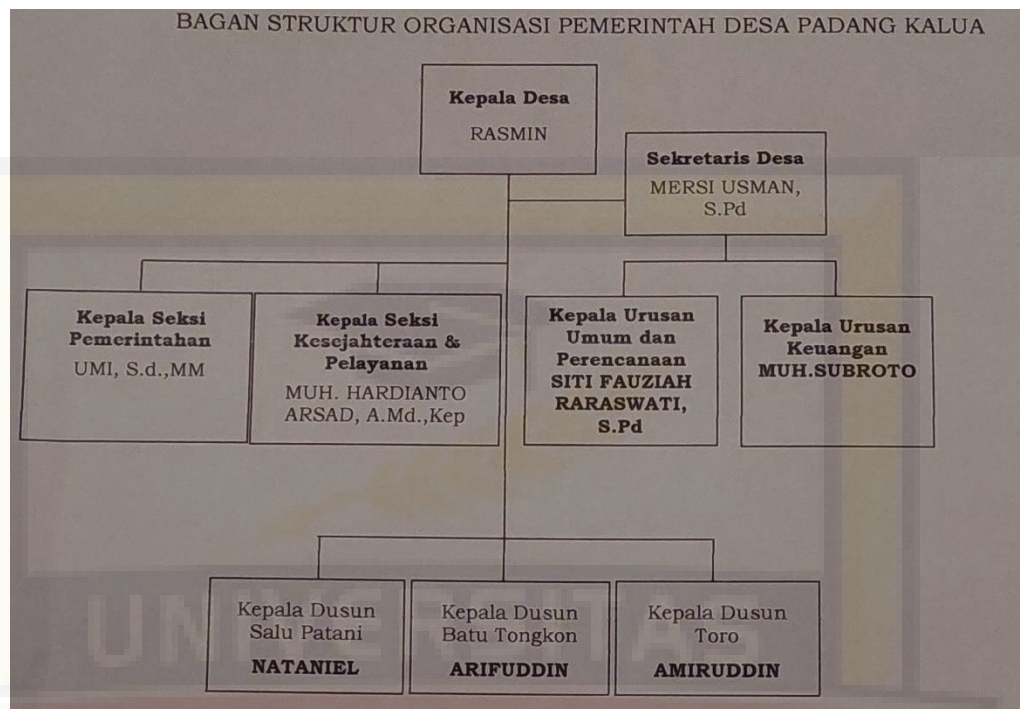 BAGAN STRUKTUR ORGANISASI PEMERINTAH DESA PADANG KALUA
Kepala Desa
RASMIN
Sekretaris Desa
MERSI USMAN,
S.Pd
Kepala Seksi
Pemerintahan
UMI, S.d.,MM
Kepala Seksi
Kesejahteraan &
Pelayanan
MUH. HARDIANTO
ARSAD, A.Md.,Kep
Kepala Urusan
Umum dan
Perencanaan
SITI FAUZIAH
RARASWATI,
S.Pd
Kepala Urusan
Keuangan
MUH.SUBROTO
Kepala Dusun
Salu Patani
NATANIEL
Kepala Dusun
Batu Tongkon
ARIFUDDIN
Kepala Dusun
Toro
AMIRUDDIN
UNIVERSITAS